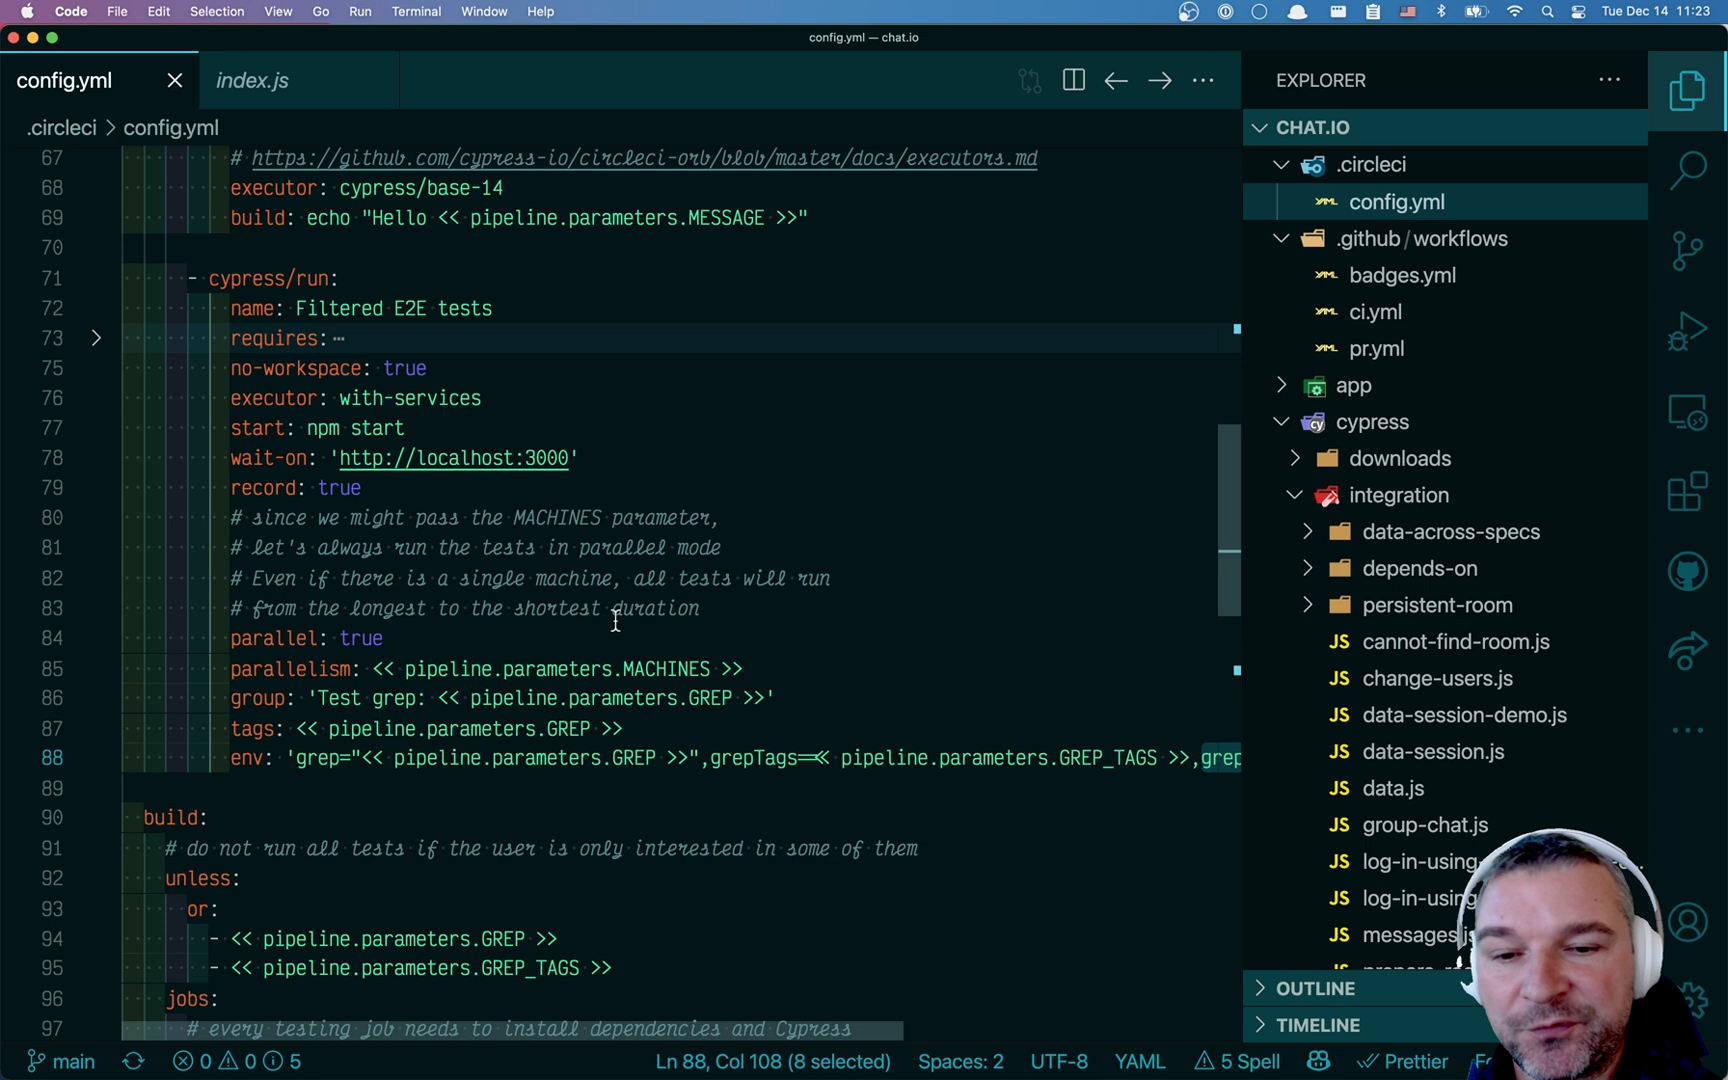 Code File Edit Selection View Go Run Terminal Window Help Tue Dec 14 11:23
config.yml — chat.io
config.yml index.js
.circleci > config.yml
67 # https://github.com/cypress-io/circleci-orb/blob/master/docs/executors.md
68 executor: cypress/base-14
69 build: echo "Hello << pipeline.parameters.MESSAGE >>"
70
71 - cypress/run:
72 name: Filtered E2E tests
73 requires:
75 no-workspace: true
76 executor: with-services
77 start: npm start
78 wait-on: 'http://localhost:3000'
79 record: true
80 # since we might pass the MACHINES parameter,
81 # let's always run the tests in parallel mode
82 # Even if there is a single machine, all tests will run
83 # from the longest to the shortest duration
84 parallel: true
85 parallelism: << pipeline.parameters.MACHINES >>
86 group: 'Test grep: << pipeline.parameters.GREP >>'
87 tags: << pipeline.parameters.GREP >>
88 env: 'grep="<< pipeline.parameters.GREP >>",grepTags=<< pipeline.parameters.GREP_TAGS >>,grep
89
90 build:
91 # do not run all tests if the user is only interested in some of them
92 unless:
93 or:
94 - << pipeline.parameters.GREP >>
95 - << pipeline.parameters.GREP_TAGS >>
96 jobs:
97 # every testing job needs to install dependencies and Cypress
EXPLORER
CHAT.IO
.circleci
YAML config.yml
.github/workflows
YAML badges.yml
YAML ci.yml
YAML pr.yml
app
cy cypress
downloads
integration
data-across-specs
depends-on
persistent-room
JS cannot-find-room.js
JS change-users.js
JS data-session-demo.js
JS data-session.js
JS data.js
JS group-chat.js
JS log-in-using-
JS log-in-using
JS messages.js
OUTLINE
TIMELINE
main 0 0 5 Ln 88, Col 108 (8 selected) Spaces: 2 UTF-8 YAML 5 Spell Prettier